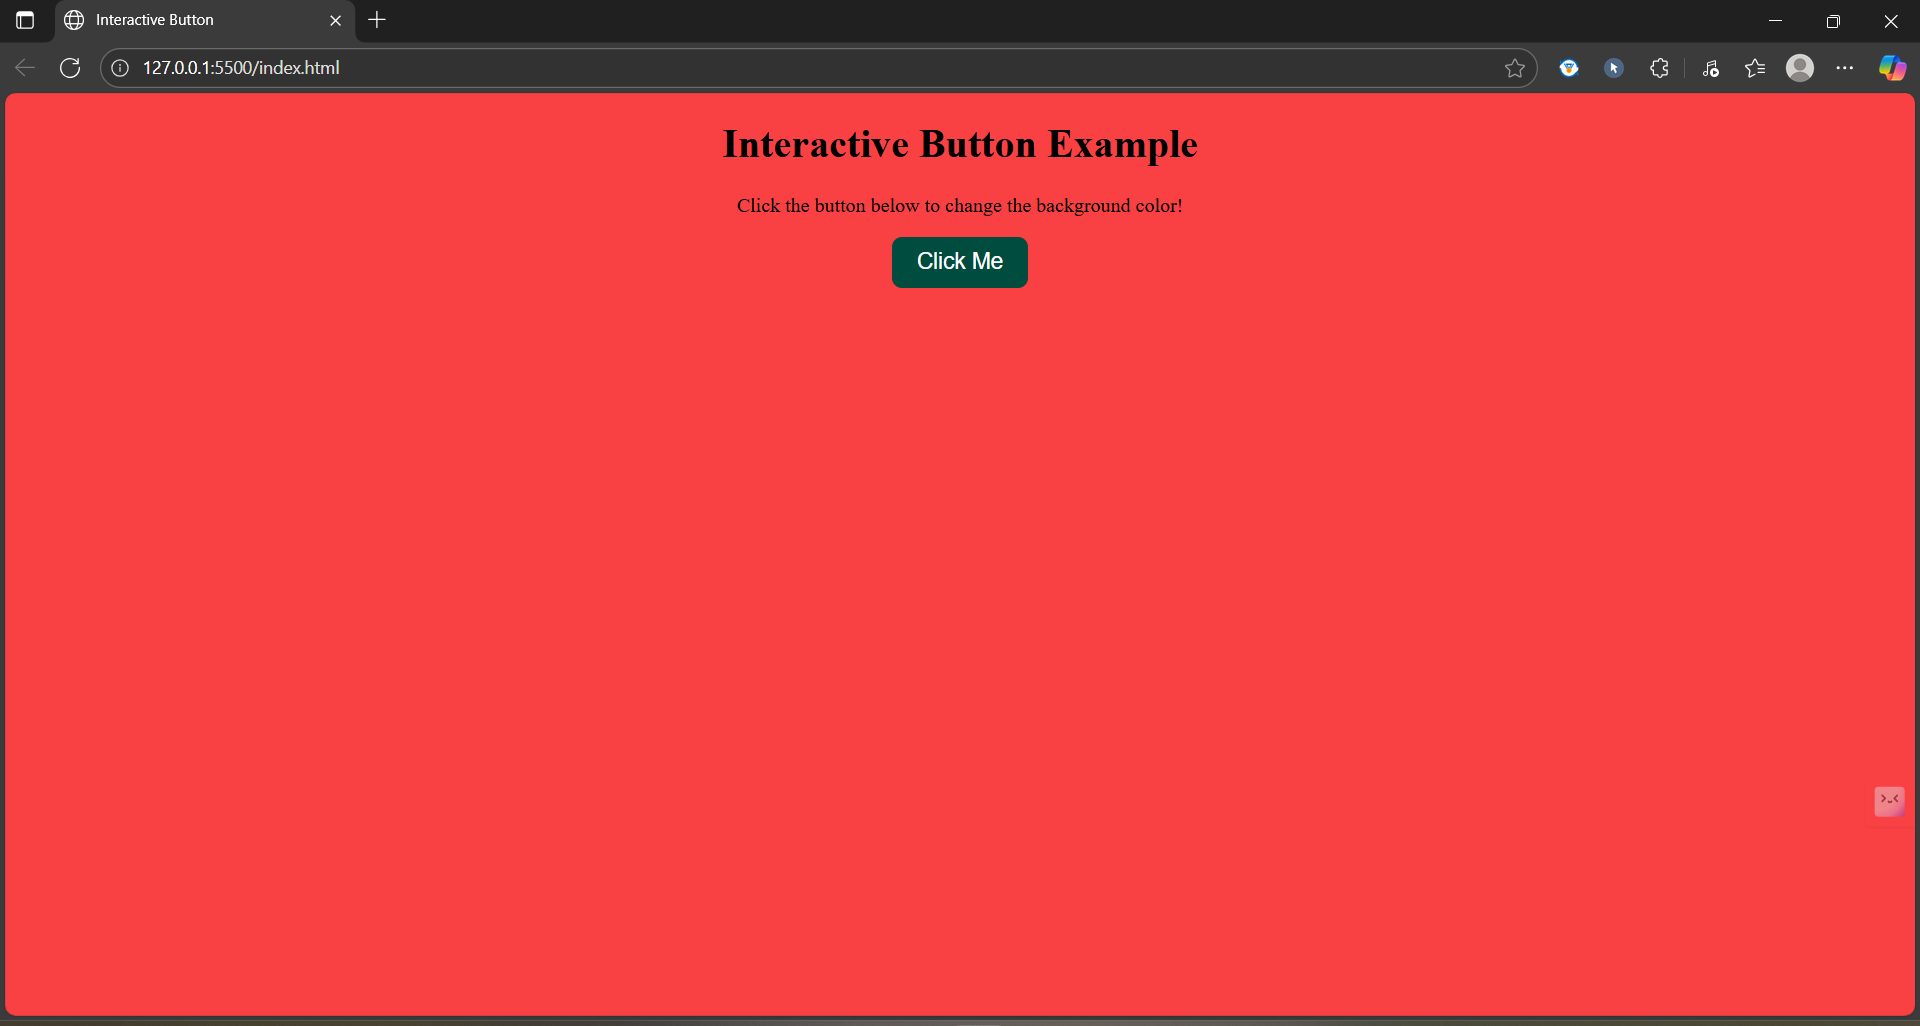 Interactive Button
127.0.0.1:5500/index.html
Interactive Button Example
Click the button below to change the background color!
Click Me